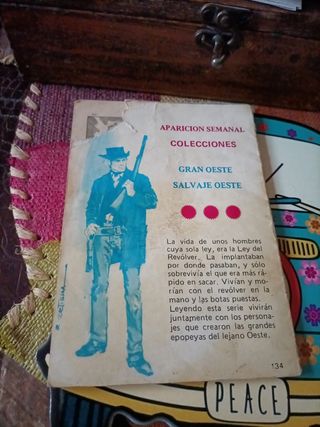 APARICION SEMANAL
COLECCIONES
GRAN OESTE
SALVAJE OESTE
La vida de unos hombres
cuya sola ley, era la Ley del
Revólver. La implantaban
por donde pasaban, y sólo
sobrevivía el que era más rá-
pido en sacar. Vivían y mo-
rían con el revólver en la
mano y las botas puestas.
Leyendo esta serie vivirán
juntamente con los persona-
jes que crearon las grandes
epopeyas del lejano Oeste.
134
PEACE